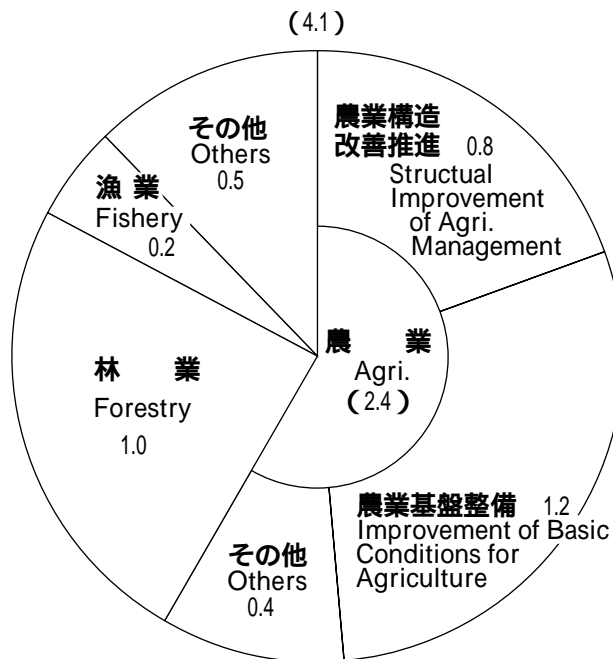 (4.1)
農業構造
改善推進 0.8
Structual
Improvement
of Agri.
Management
その他
Others
0.5
漁業
Fishery
0.2
農 業
Agri.
(2.4)
林 業
Forestry
1.0
農業基盤整備 1.2
Improvement of Basic
Conditions for
Agriculture
その他
Others
0.4